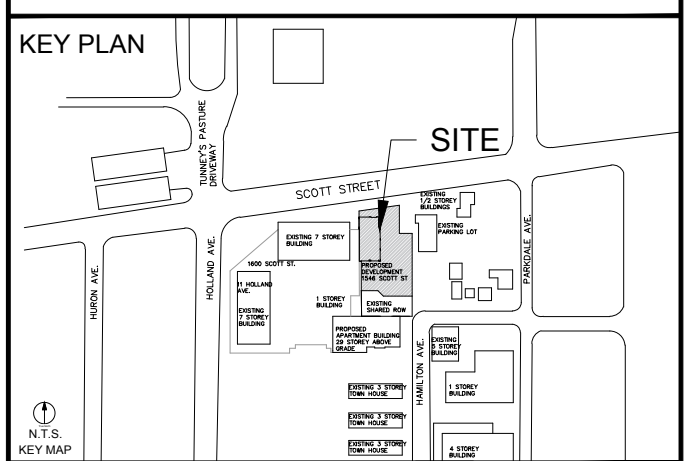 KEY PLAN
TUNNEY'S PASTURE
DRIVEWAY
SITE
SCOTT STREET
EXISTING
1/2 STOREY
BUILDINGS
EXISTING
PARKING LOT
EXISTING 7 STOREY
BUILDING
1600 SCOTT ST.
PROPOSED
DEVELOPMENT
1546 SCOTT ST
HURON AVE.
HOLLAND AVE.
PARKDALE AVE.
11 HOLLAND
AVE.
EXISTING
7 STOREY
BUILDING
1 STOREY
BUILDING
EXISTING
SHARED ROW
PROPOSED
APARTMENT BUILDING
29 STOREY ABOVE
GRADE
HAMILTON AVE.
EXISTING
5 STOREY
BUILDING
EXISTING 3 STOREY
TOWN HOUSE
1 STOREY
BUILDING
EXISTING 3 STOREY
TOWN HOUSE
EXISTING 3 STOREY
TOWN HOUSE
4 STOREY
BUILDING
N.T.S.
KEY MAP